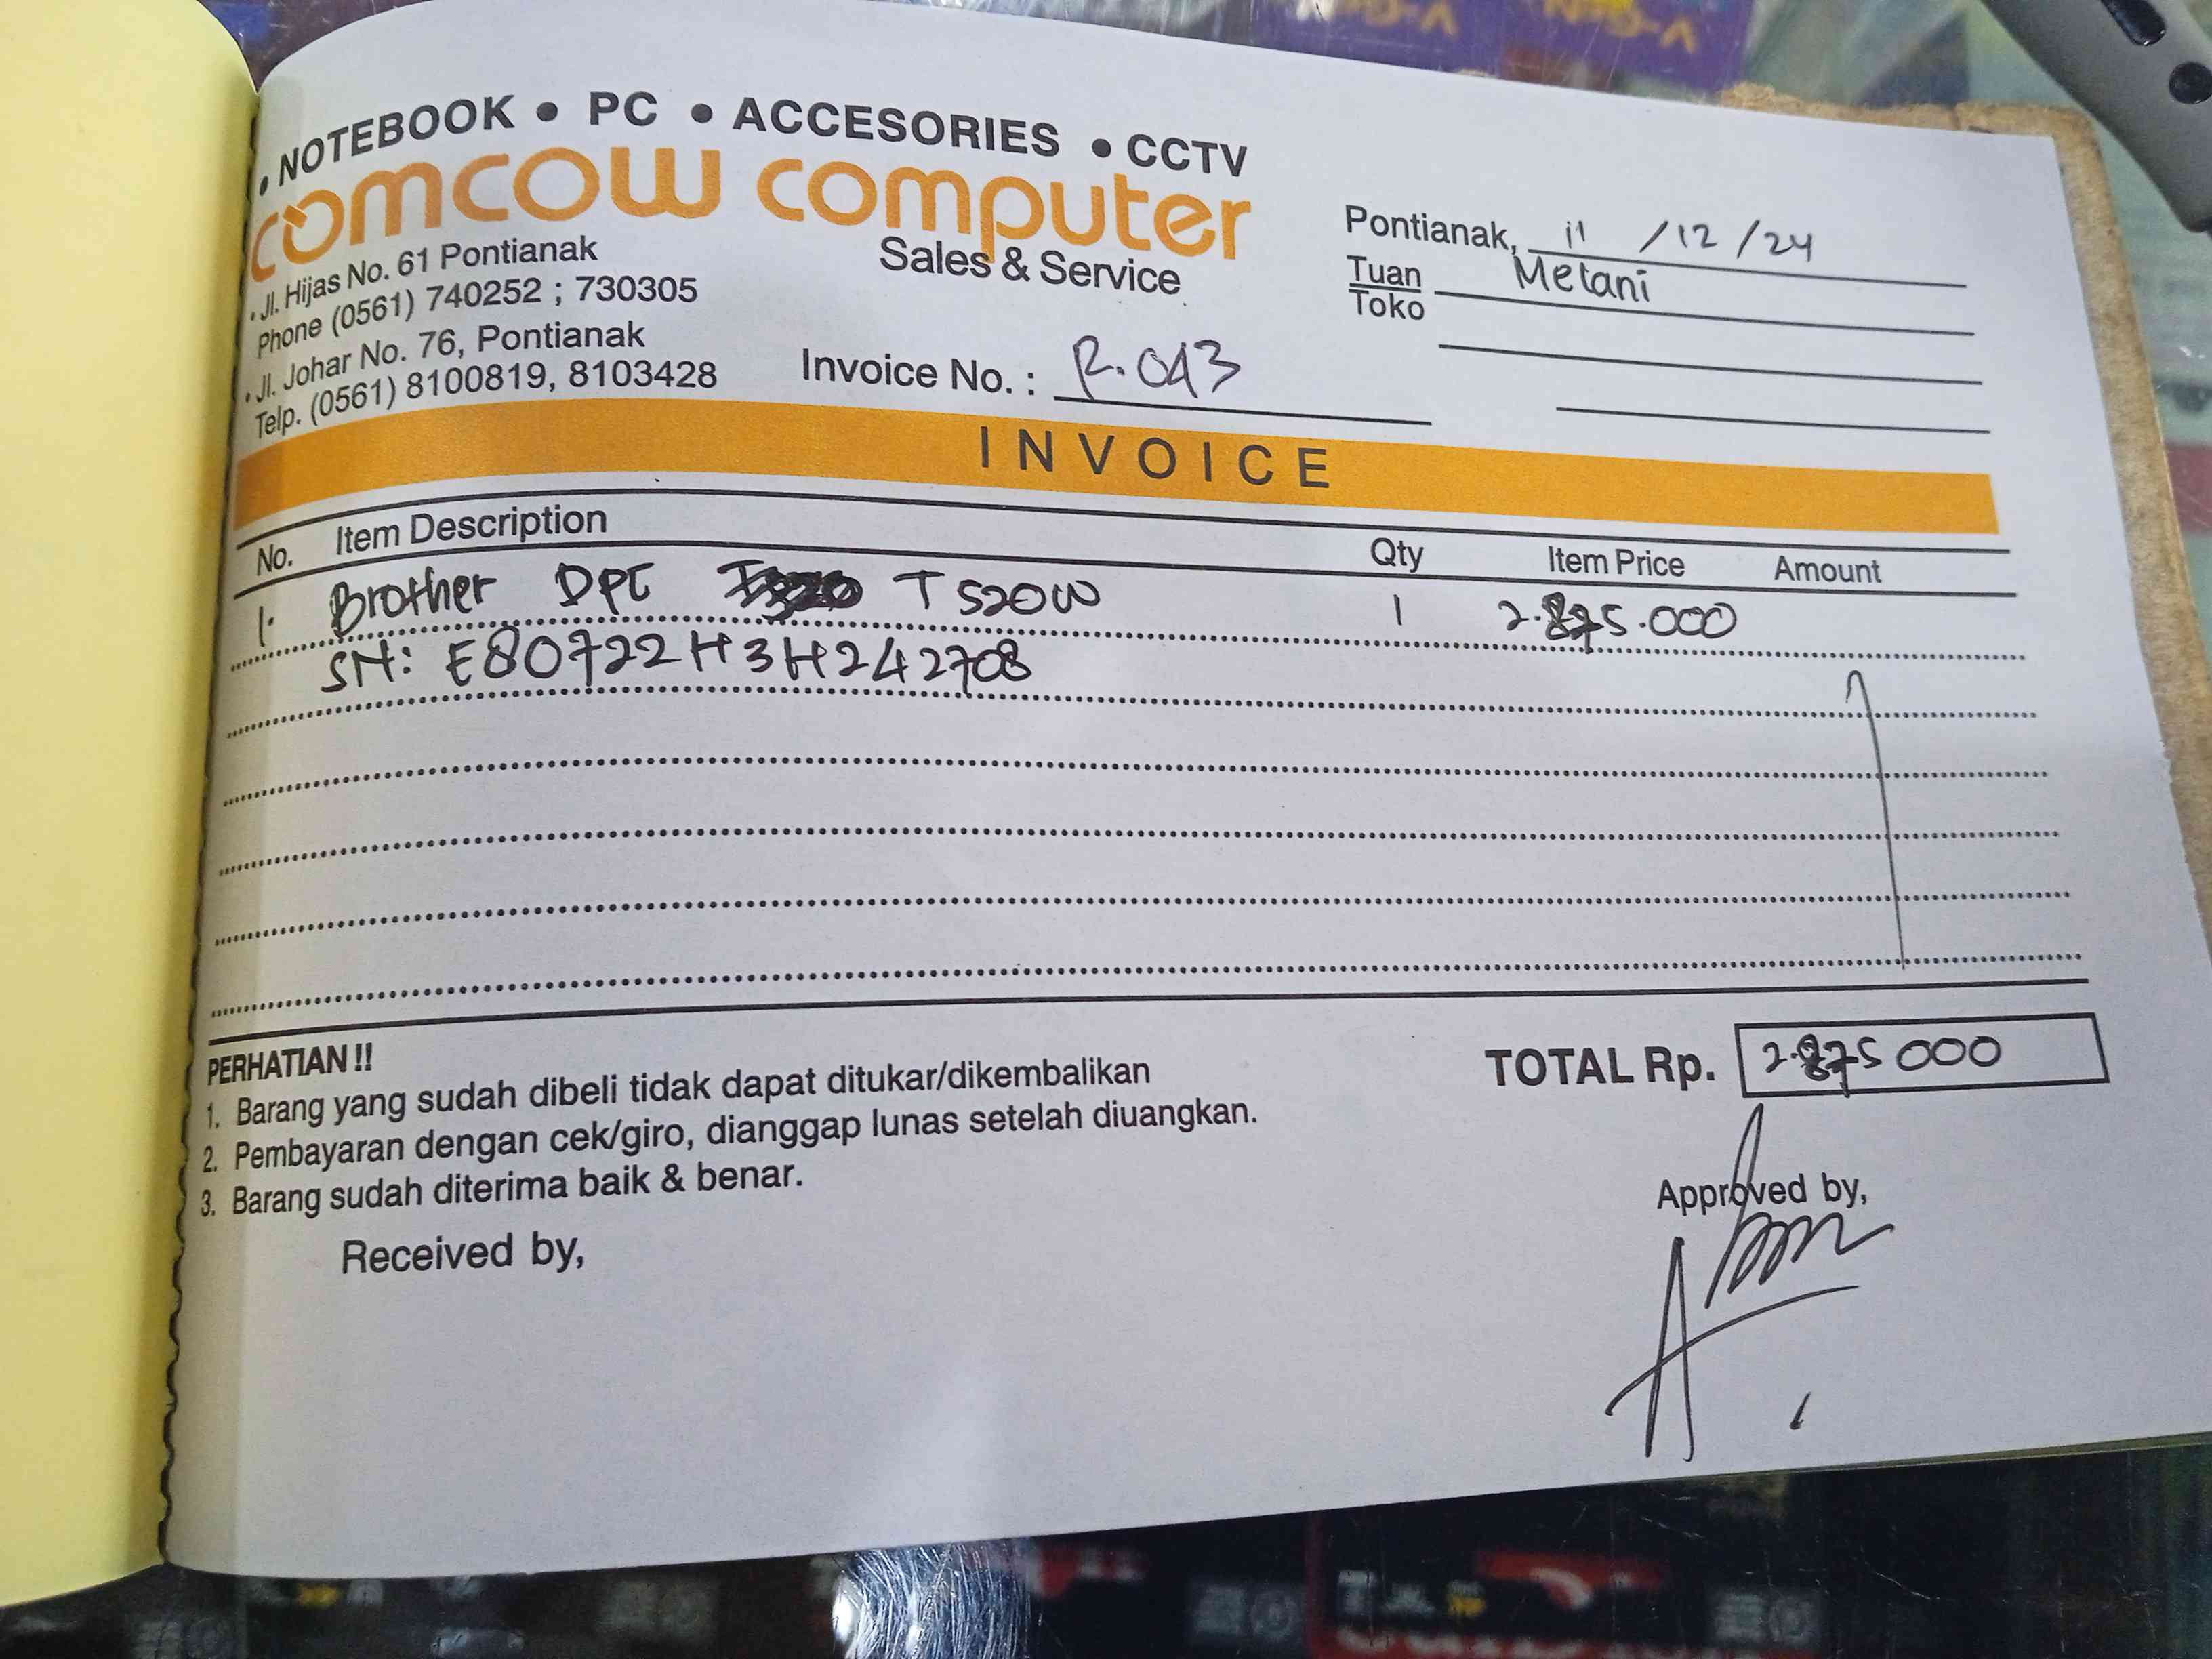 • NOTEBOOK • PC • ACCESORIES • CCTV
comcow computer
Sales & Service
• Jl. Hijas No. 61 Pontianak
Phone (0561) 740252 ; 730305
• Jl. Johar No. 76, Pontianak
Telp. (0561) 8100819, 8103428
Pontianak, 11 /12 /24
Tuan Melani
Toko
Invoice No. : R.043
INVOICE
No. Item Description Qty Item Price Amount
1. Brother DPC T520W 1 2.875.000
SN: E80722H3H242708
PERHATIAN !!
1. Barang yang sudah dibeli tidak dapat ditukar/dikembalikan
2. Pembayaran dengan cek/giro, dianggap lunas setelah diuangkan.
3. Barang sudah diterima baik & benar.
TOTAL Rp. 2.875 000
Received by,
Approved by,